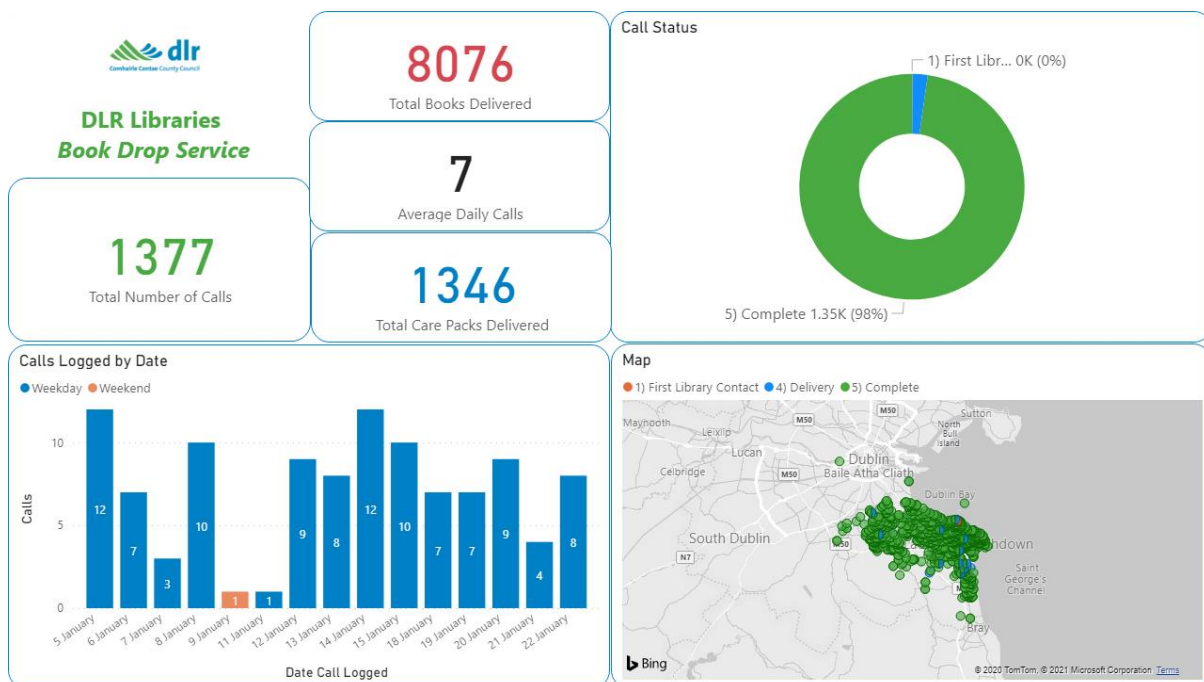 dlr
Comhairle Contae County Council
DLR Libraries
Book Drop Service
8076
Total Books Delivered
7
Average Daily Calls
1377
Total Number of Calls
1346
Total Care Packs Delivered
Call Status
1) First Libr... 0K (0%)
5) Complete 1.35K (98%)
Calls Logged by Date
Weekday Weekend
10
5
0
Calls
12 7 3 10 1 1 9 8 12 10 7 7 9 4 8
5 January 6 January 7 January 8 January 9 January 11 January 12 January 13 January 14 January 15 January 18 January 19 January 20 January 21 January 22 January
Date Call Logged
Map
1) First Library Contact 4) Delivery 5) Complete
Maynooth
Leixlip
Lucan
Celbridge
M50
M50
Sutton
North
Bull
Island
Dublin
Baile Átha Cliath
M50
Dublin Bay
South Dublin
N7
M50
hdown
Saint
George's
Channel
Bray
Bing
© 2020 TomTom, © 2021 Microsoft Corporation Terms